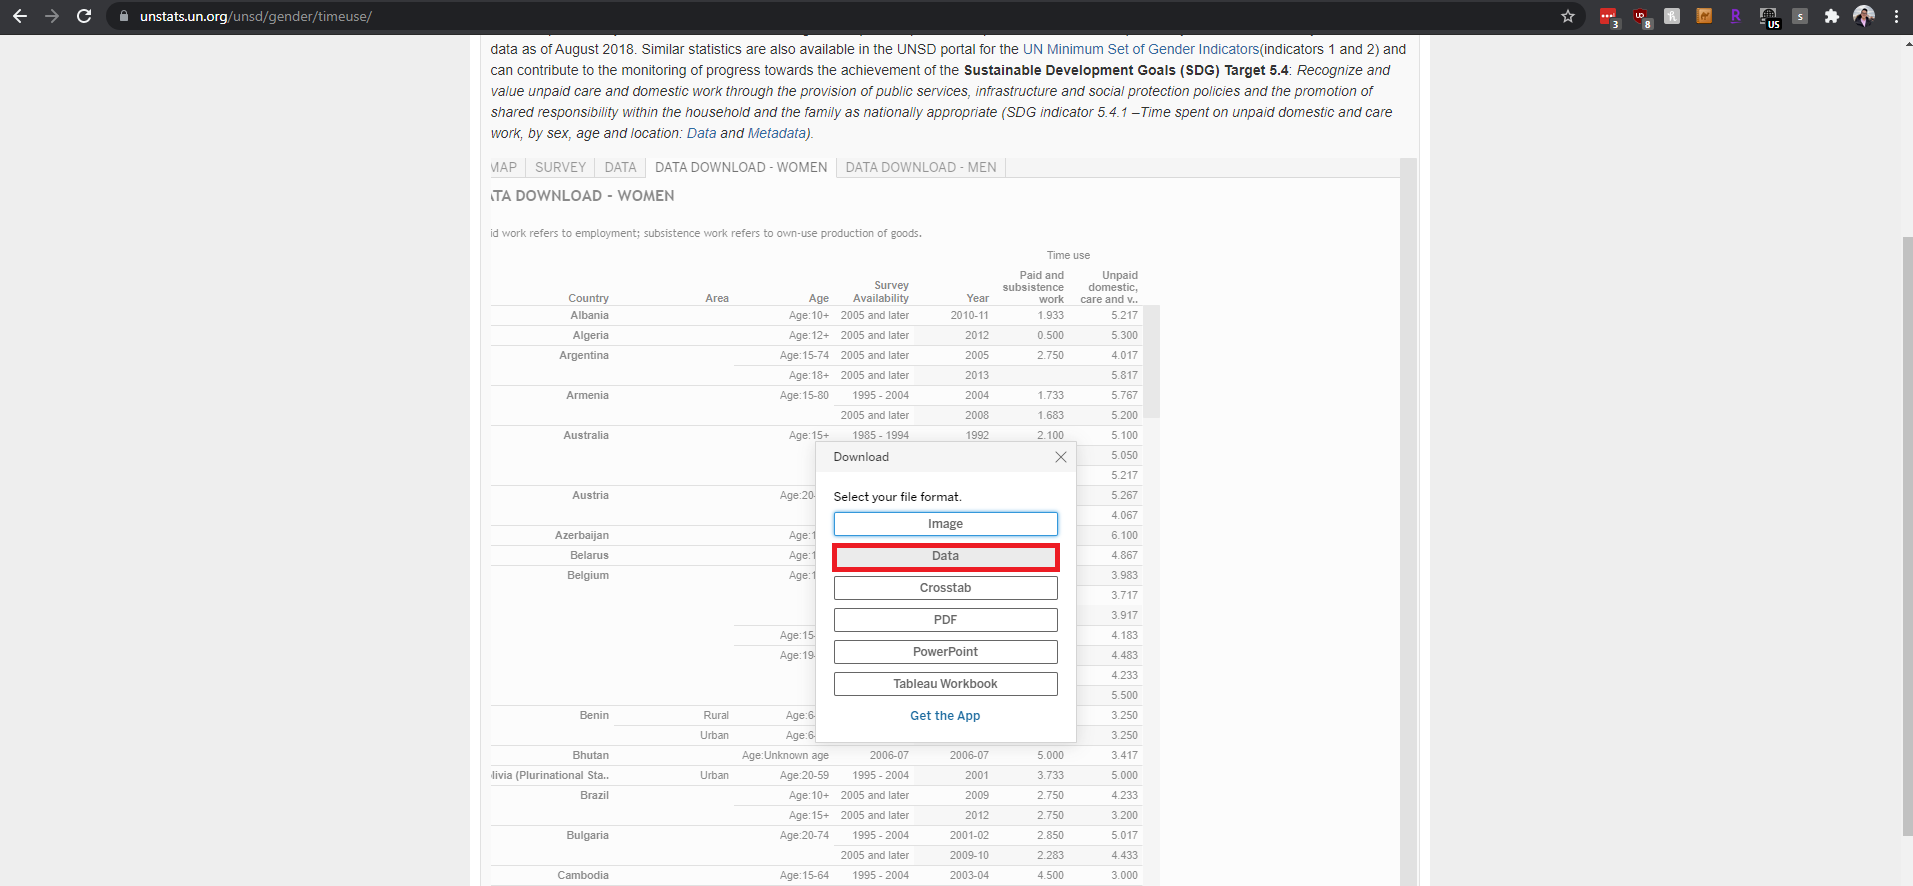 unstats.un.org/unsd/gender/timeuse/
3
8
US
R
s
data as of August 2018. Similar statistics are also available in the UNSD portal for the UN Minimum Set of Gender Indicators(indicators 1 and 2) and
can contribute to the monitoring of progress towards the achievement of the Sustainable Development Goals (SDG) Target 5.4: Recognize and
value unpaid care and domestic work through the provision of public services, infrastructure and social protection policies and the promotion of
shared responsibility within the household and the family as nationally appropriate (SDG indicator 5.4.1 –Time spent on unpaid domestic and care
work, by sex, age and location: Data and Metadata).
MAP SURVEY DATA DATA DOWNLOAD - WOMEN DATA DOWNLOAD - MEN
ATA DOWNLOAD - WOMEN
id work refers to employment; subsistence work refers to own-use production of goods.
Time use
Country Area Age Survey Availability Year Paid and subsistence work Unpaid domestic, care and v..
Albania Age:10+ 2005 and later 2010-11 1.933 5.217
Algeria Age:12+ 2005 and later 2012 0.500 5.300
Argentina Age:15-74 2005 and later 2005 2.750 4.017
Age:18+ 2005 and later 2013 5.817
Armenia Age:15-80 1995 - 2004 2004 1.733 5.767
2005 and later 2008 1.683 5.200
Australia Age:15+ 1985 - 1994 1992 2.100 5.100
5.050
5.217
Austria Age:20- 5.267
4.067
Azerbaijan Age:1 6.100
Belarus Age:1 4.867
Belgium Age:1 3.983
3.717
3.917
Age:15- 4.183
Age:19- 4.483
4.233
5.500
Benin Rural Age:6- 3.250
Urban Age:6- 3.250
Bhutan Age:Unknown age 2006-07 2006-07 5.000 3.417
livia (Plurinational Sta.. Urban Age:20-59 1995 - 2004 2001 3.733 5.000
Brazil Age:10+ 2005 and later 2009 2.750 4.233
Age:15+ 2005 and later 2012 2.750 3.200
Bulgaria Age:20-74 1995 - 2004 2001-02 2.850 5.017
2005 and later 2009-10 2.283 4.433
Cambodia Age:15-64 1995 - 2004 2003-04 4.500 3.000
Download
Select your file format.
Image
Data
Crosstab
PDF
PowerPoint
Tableau Workbook
Get the App